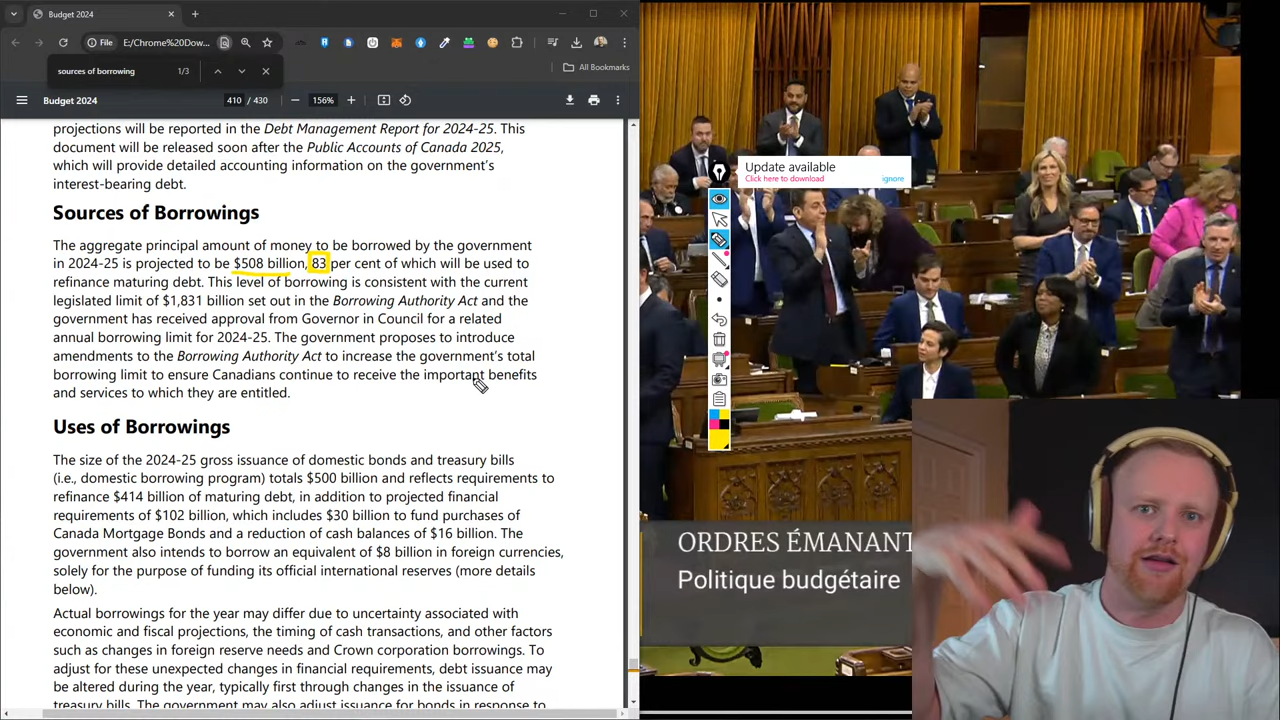 Budget 2024
File
E:/Chrome%20Dow...
sources of borrowing
1/3
All Bookmarks
Budget 2024
410 / 430
156%
projections will be reported in the Debt Management Report for 2024-25. This
document will be released soon after the Public Accounts of Canada 2025,
which will provide detailed accounting information on the government's
interest-bearing debt.
Sources of Borrowings
The aggregate principal amount of money to be borrowed by the government
in 2024-25 is projected to be $508 billion, 83 per cent of which will be used to
refinance maturing debt. This level of borrowing is consistent with the current
legislated limit of $1,831 billion set out in the Borrowing Authority Act and the
government has received approval from Governor in Council for a related
annual borrowing limit for 2024-25. The government proposes to introduce
amendments to the Borrowing Authority Act to increase the government's total
borrowing limit to ensure Canadians continue to receive the important benefits
and services to which they are entitled.
Uses of Borrowings
The size of the 2024-25 gross issuance of domestic bonds and treasury bills
(i.e., domestic borrowing program) totals $500 billion and reflects requirements to
refinance $414 billion of maturing debt, in addition to projected financial
requirements of $102 billion, which includes $30 billion to fund purchases of
Canada Mortgage Bonds and a reduction of cash balances of $16 billion. The
government also intends to borrow an equivalent of $8 billion in foreign currencies,
solely for the purpose of funding its official international reserves (more details
below).
Actual borrowings for the year may differ due to uncertainty associated with
economic and fiscal projections, the timing of cash transactions, and other factors
such as changes in foreign reserve needs and Crown corporation borrowings. To
adjust for these unexpected changes in financial requirements, debt issuance may
be altered during the year, typically first through changes in the issuance of
treasury bills. The government may also adjust issuance for bonds in response to
Update available
Click here to download
ignore
ORDRES ÉMANANT
Politique budgétaire